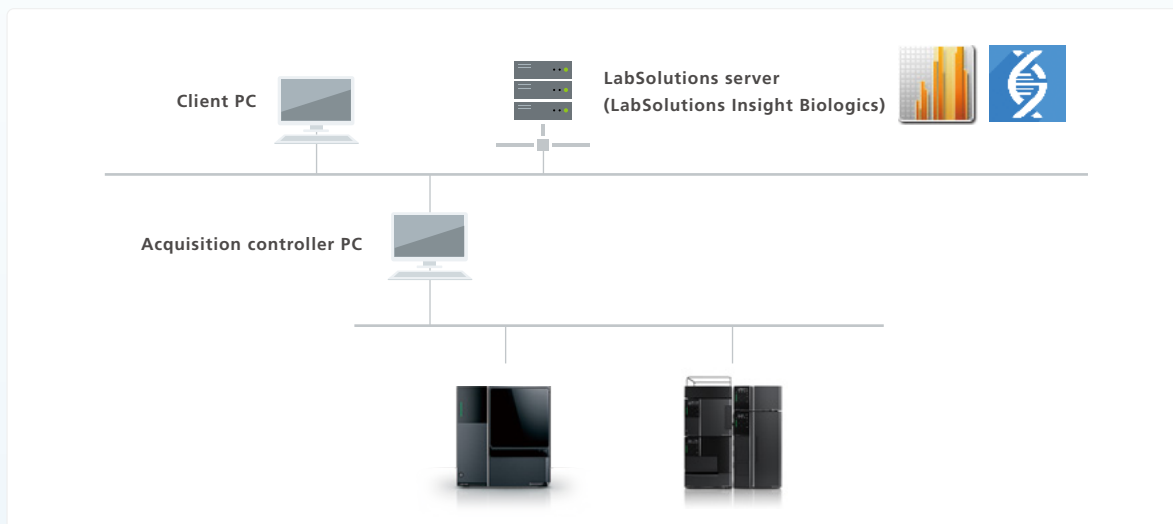 Client PC
LabSolutions server
(LabSolutions Insight Biologics)
Acquisition controller PC